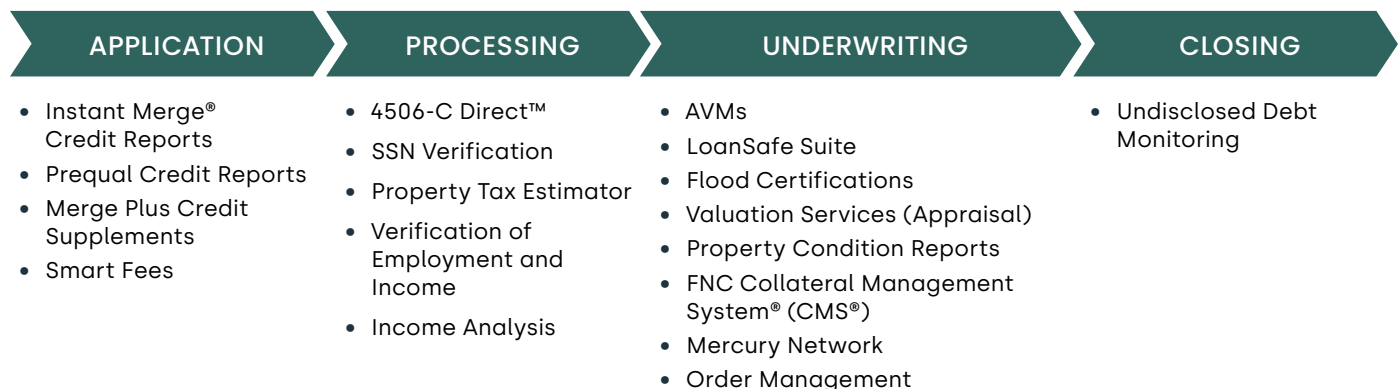 APPLICATION
PROCESSING
UNDERWRITING
CLOSING
• Instant Merge®
Credit Reports
• Prequal Credit Reports
• Merge Plus Credit
Supplements
• Smart Fees
• 4506-C Direct™
• SSN Verification
• Property Tax Estimator
• Verification of
Employment and
Income
• Income Analysis
• AVMs
• LoanSafe Suite
• Flood Certifications
• Valuation Services (Appraisal)
• Property Condition Reports
• FNC Collateral Management
System® (CMS®)
• Mercury Network
• Order Management
• Undisclosed Debt
Monitoring